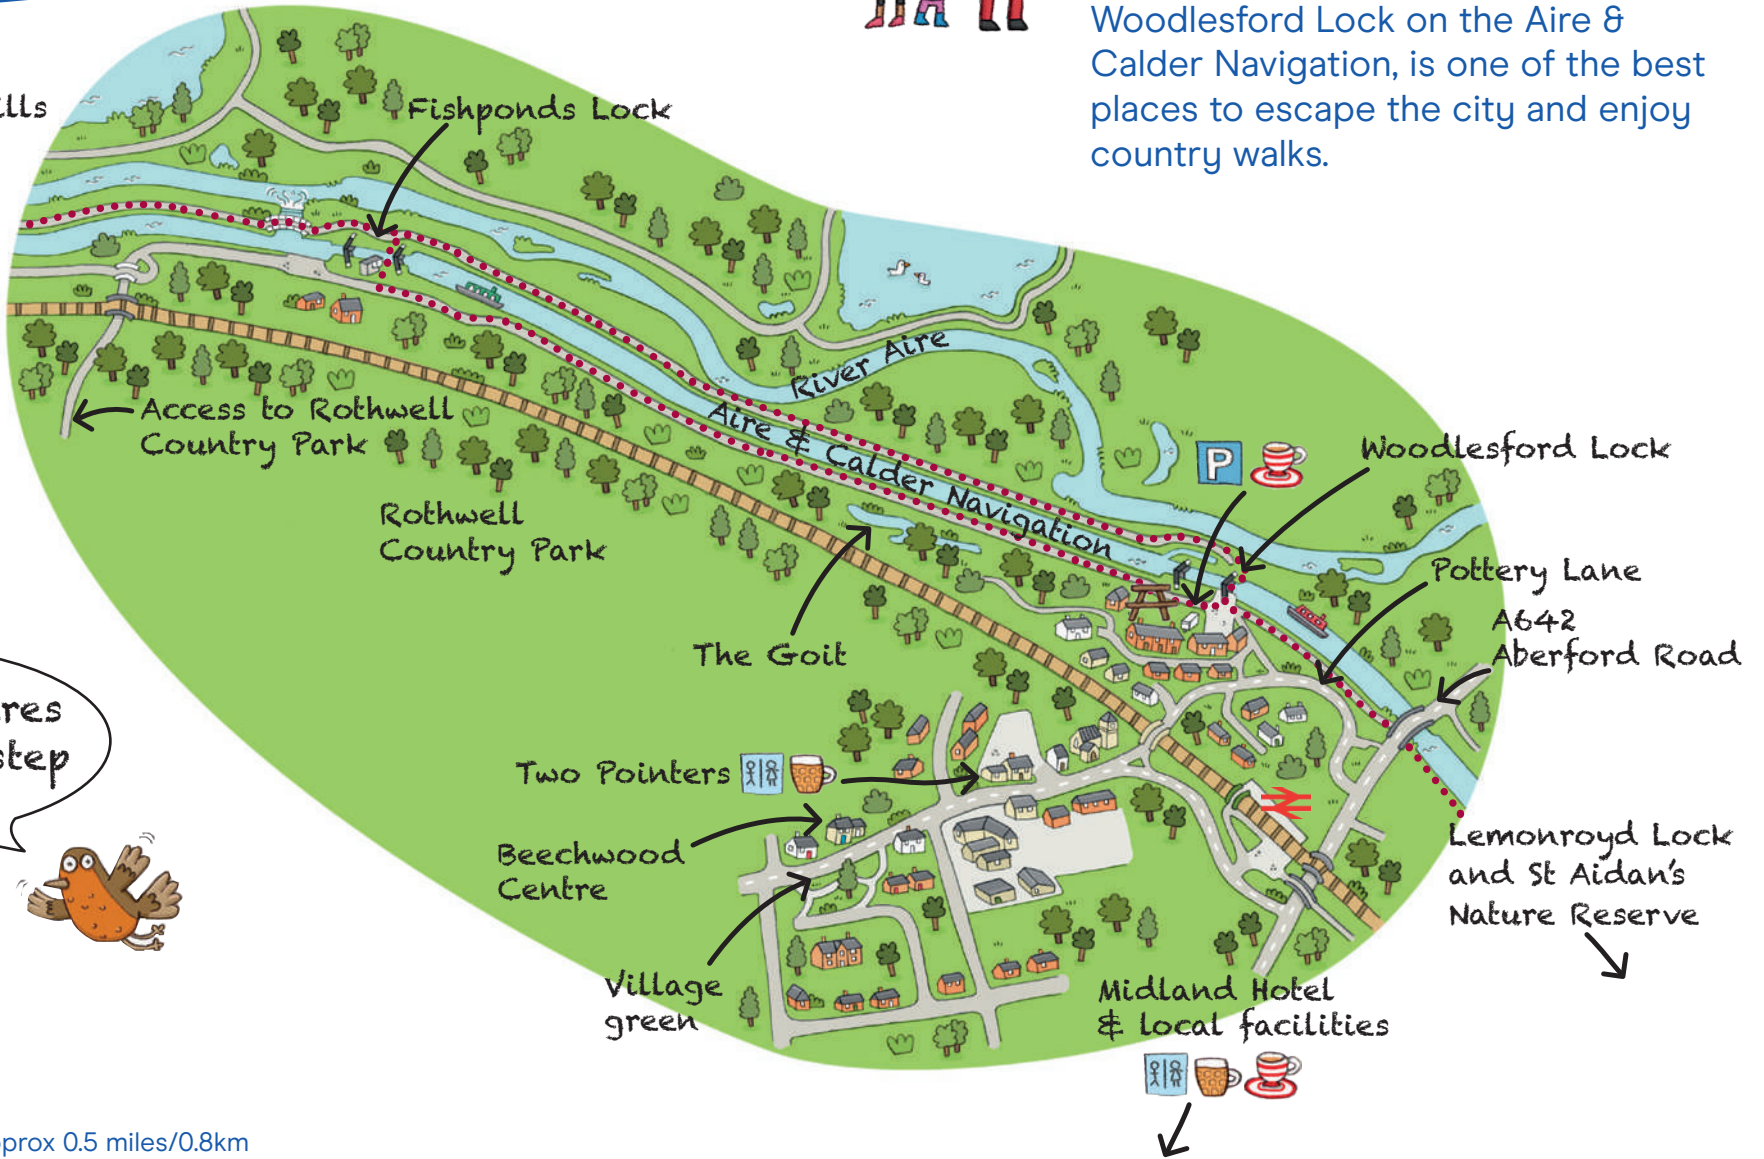 Woodlesford Lock on the Aire &
Calder Navigation, is one of the best
places to escape the city and enjoy
country walks.
Fishponds Lock
River Aire
Aire & Calder Navigation
Access to Rothwell
Country Park
Rothwell
Country Park
P
Woodlesford Lock
Pottery Lane
A642
Aberford Road
The Goit
Two Pointers
Beechwood
Centre
Village
green
Lemonroyd Lock
and St Aidan's
Nature Reserve
Midland Hotel
& local facilities
step
0.5 miles/0.8km